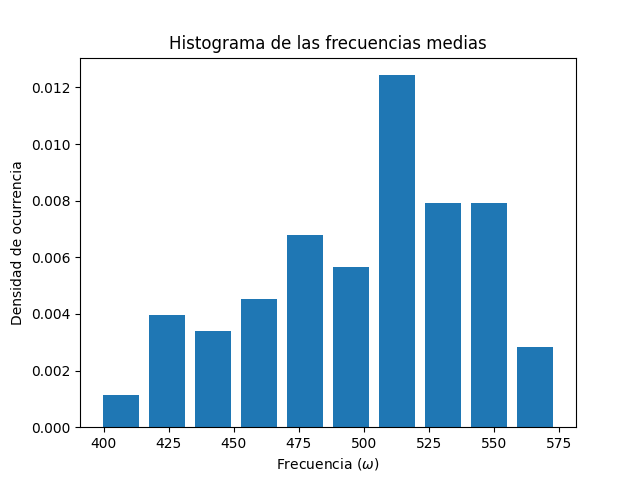 Histograma de las frecuencias medias
Densidad de ocurrencia
0.012
0.010
0.008
0.006
0.004
0.002
0.000
400 425 450 475 500 525 550 575
Frecuencia (ω)